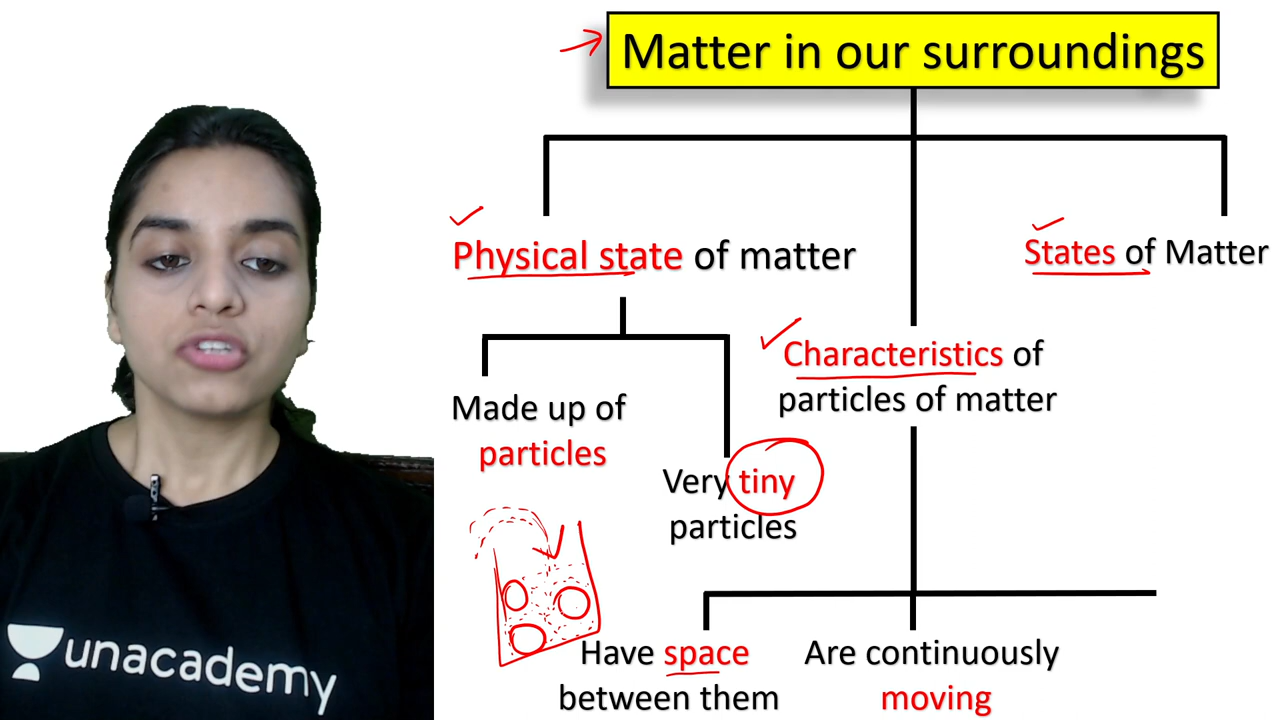 Matter in our surroundings
Physical state of matter
States of Matter
Characteristics of
particles of matter
Made up of
particles
Very tiny
particles
Have space
between them
Are continuously
moving
unacademy